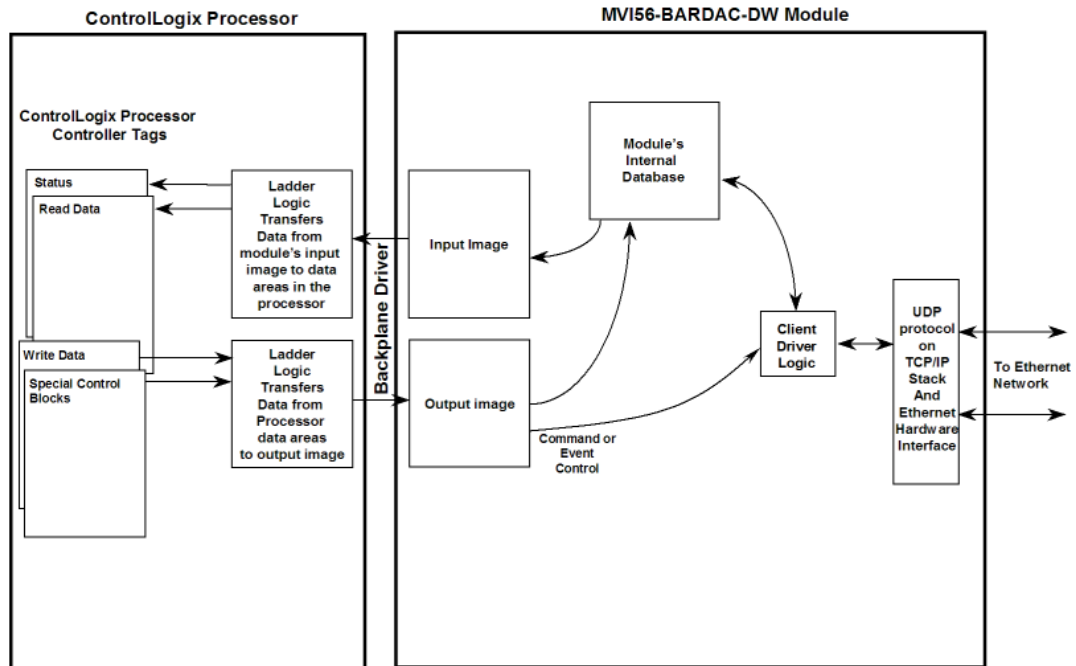 ControlLogix Processor
MVI56-BARDAC-DW Module
ControlLogix Processor
Controller Tags
Status
Read Data
Write Data
Special Control
Blocks
Ladder
Logic
Transfers
Data from
module's input
image to data
areas in the
processor
Ladder
Logic
Transfers
Data from
Processor
data areas
to output image
Backplane Driver
Input Image
Output image
Module's
Internal
Database
Command or
Event
Control
Client
Driver
Logic
UDP
protocol
on
TCP/IP
Stack
And
Ethernet
Hardware
Interface
To Ethernet
Network